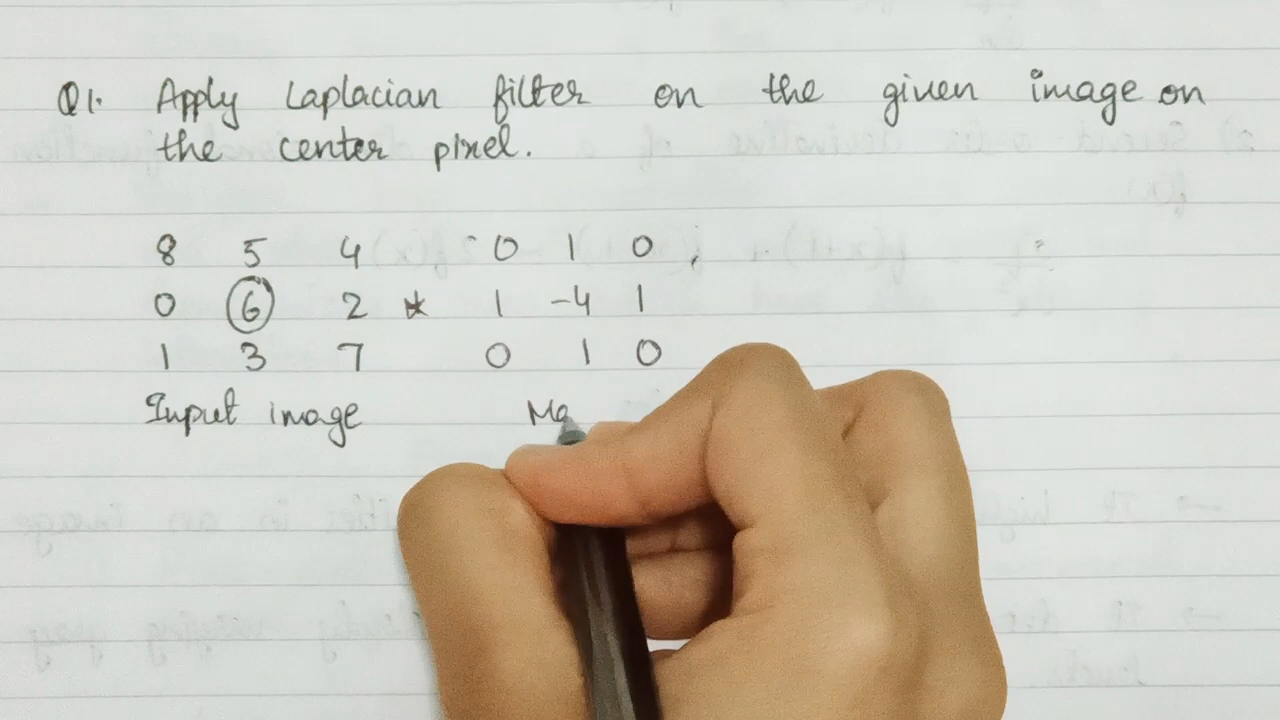 Q1. Apply Laplacian filter on the given image on
the center pixel.
8 5 4 0 1 0 ;
0 6 2 * 1 -4 1
1 3 7 0 1 0
Input image Ma